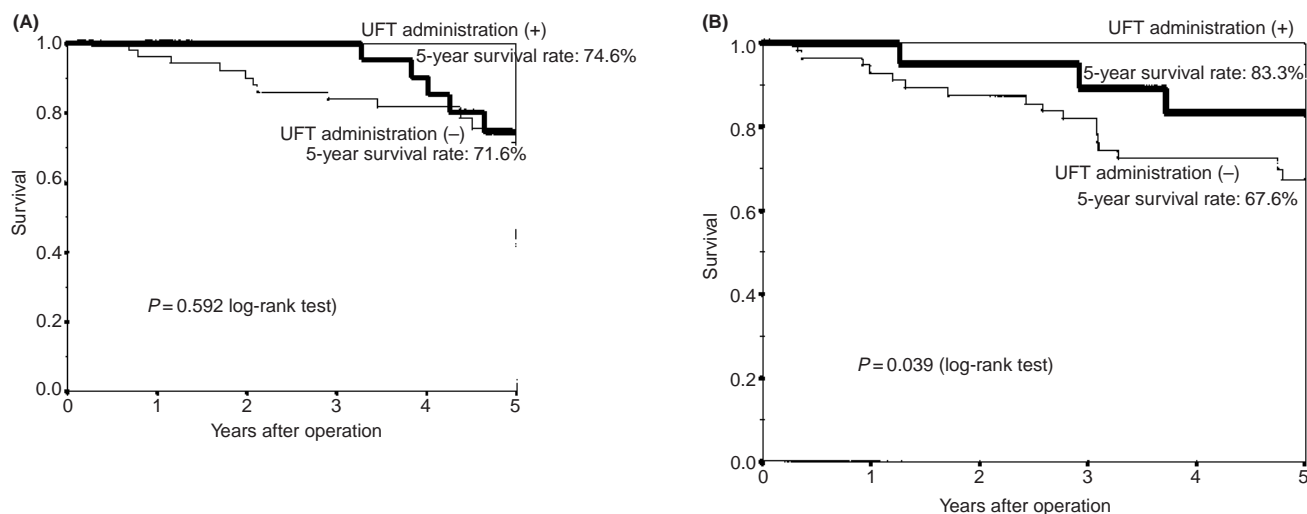 (A)
UFT administration (+)
5-year survival rate: 74.6%
UFT administration (–)
5-year survival rate: 71.6%
P = 0.592 log-rank test)
Survival
1.0
0.8
0.6
0.4
0.2
0.0
0 1 2 3 4 5
Years after operation
(B)
UFT administration (+)
5-year survival rate: 83.3%
UFT administration (–)
5-year survival rate: 67.6%
P = 0.039 (log-rank test)
Survival
1.0
0.8
0.6
0.4
0.2
0.0
0 1 2 3 4 5
Years after operation